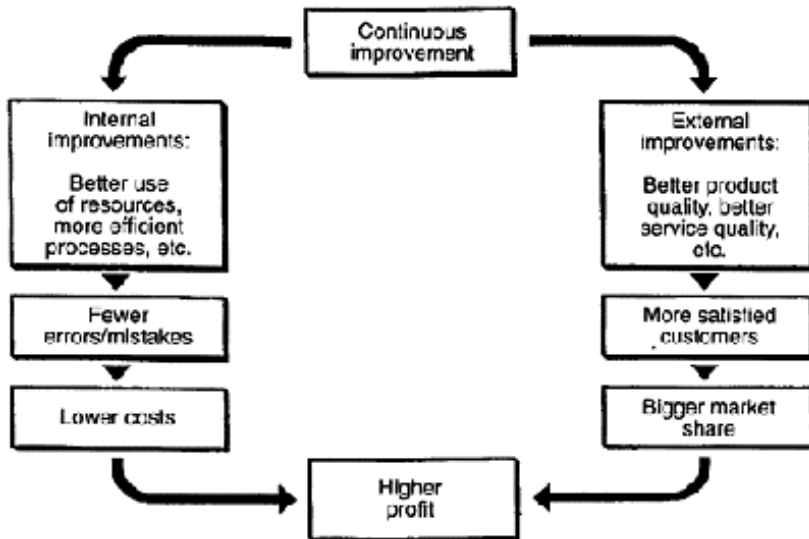 Continuous
improvement
Internal
improvements:
Better use
of resources,
more efficient
processes, etc.
External
improvements:
Better product
quality, better
service quality,
etc.
Fewer
errors/mistakes
More satisfied
customers
Lower costs
Bigger market
share
Higher
profit